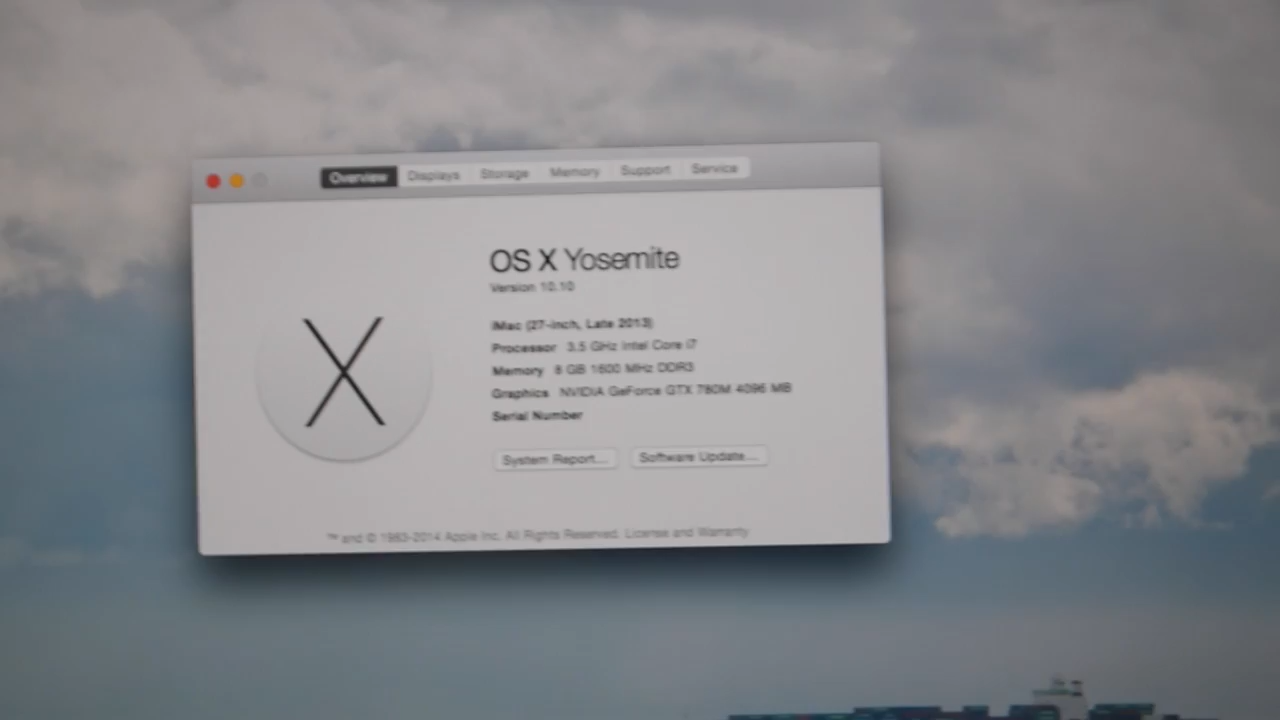 Overview Displays Storage Memory Support Service
OS X Yosemite
Version 10.10
iMac (27-inch, Late 2013)
Processor 3.5 GHz Intel Core i7
Memory 8 GB 1600 MHz DDR3
Graphics NVIDIA GeForce GTX 780M 4096 MB
Serial Number
System Report... Software Update...
™ and © 1983-2014 Apple Inc. All Rights Reserved. License and Warranty